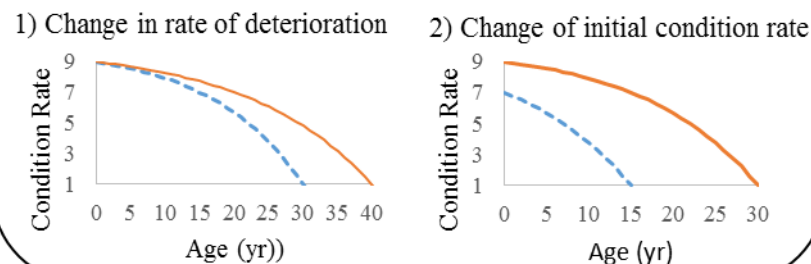 1) Change in rate of deterioration
2) Change of initial condition rate
Condition Rate
9
7
5
3
1
0 5 10 15 20 25 30 35 40
Age (yr))
Condition Rate
9
7
5
3
1
0 5 10 15 20 25 30
Age (yr)